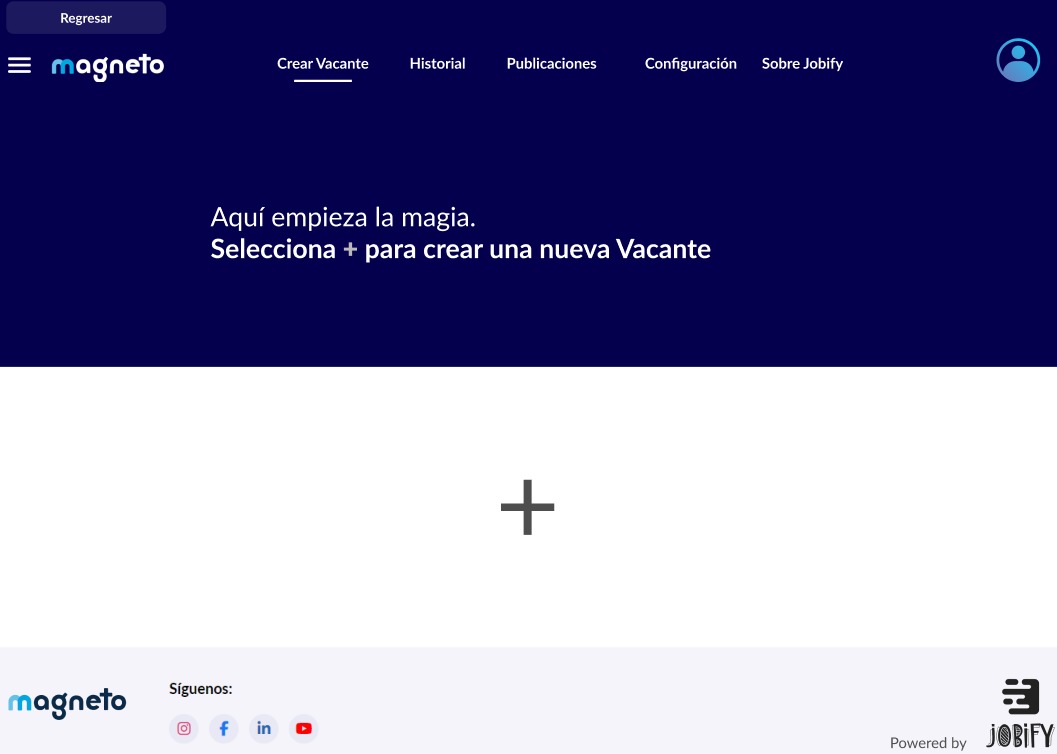 Regresar
magneto
Crear Vacante Historial Publicaciones Configuración Sobre Jobify
Aquí empieza la magia.
Selecciona + para crear una nueva Vacante
magneto
Síguenos:
in
Powered by
JOBiFY